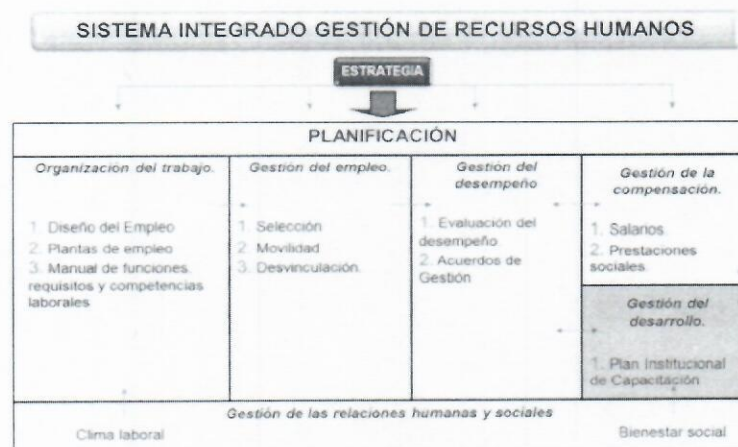 SISTEMA INTEGRADO GESTIÓN DE RECURSOS HUMANOS
ESTRATEGIA
PLANIFICACIÓN
Organización del trabajo.
1. Diseño del Empleo
2. Plantas de empleo
3. Manual de funciones,
requisitos y competencias
laborales
Gestión del empleo.
1. Selección
2. Movilidad
3. Desvinculación.
Gestión del
desempeño
1. Evaluación del
desempeño
2. Acuerdos de
Gestión
Gestión de la
compensación.
1. Salarios
2. Prestaciones
sociales
Gestión del
desarrollo.
1. Plan Institucional
de Capacitación
Gestión de las relaciones humanas y sociales
Clima laboral
Bienestar social